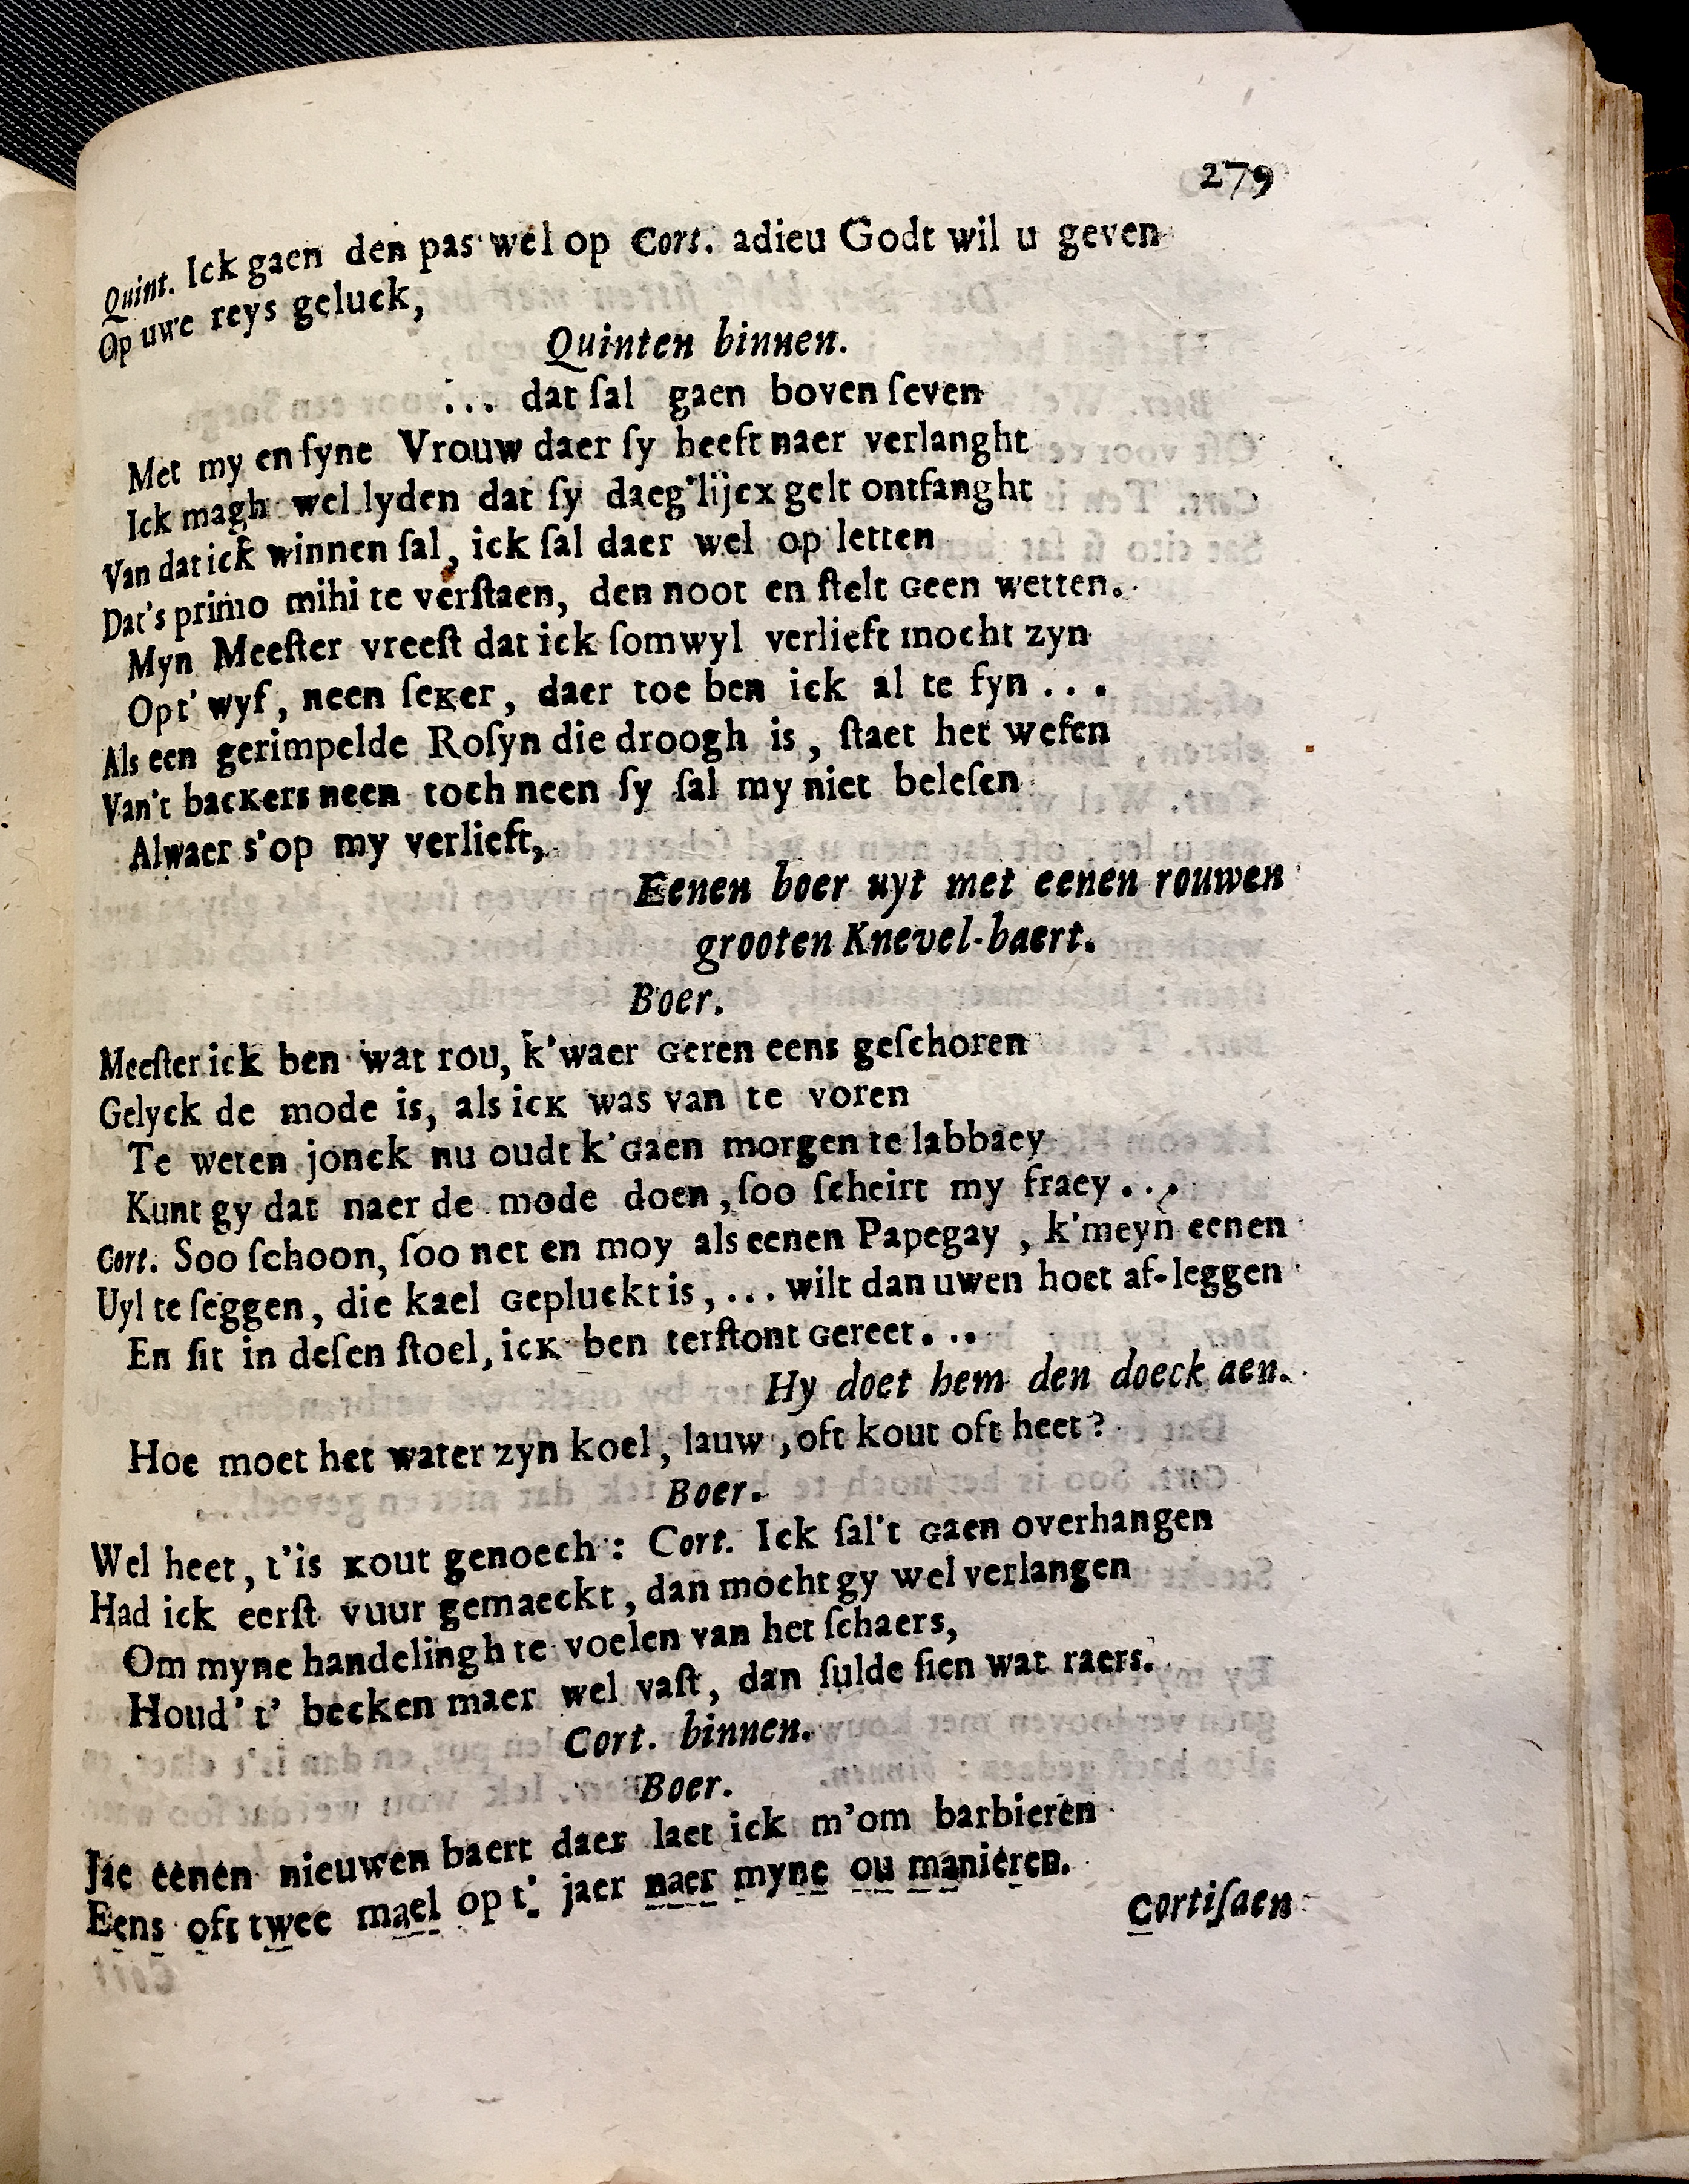 279
Quint. Ick gaen den pas wel op Cort. adieu Godt wil u geven
Op uwe reys geluck,
Quinten binnen.
... dat ſal gaen boven ſeven
Met my en ſyne Vrouw daer ſy heeft naer verlanght
Ick magh wel lyden dat ſy daeg'lijcx gelt ontfanght
Van dat ick winnen ſal, ick ſal daer wel op letten
Dat's primo mihi te verſtaen, den noot en ſtelt geen wetten.
Myn Meeſter vreeſt dat ick ſomwyl verlieft mocht zyn
Opt' wyf, neen ſeker, daer toe ben ick al te fyn ...
Als een gerimpelde Roſyn die droogh is, ſtaet het weſen
Van't backers neen toch neen ſy ſal my niet beleſen
Alwaer s'op my verlieft,
Eenen boer uyt met eenen rouwen
grooten Knevel-baert.
Boer.
Meeſter ick ben wat rou, k'waer geren eens geſchoren
Gelyck de mode is, als ick was van te voren
Te weten jonck nu oudt k'gaen morgen te labbaey
Kunt gy dat naer de mode doen, ſoo ſcheirt my fraey ...
Cort. Soo ſchoon, ſoo net en moy als eenen Papegay, k'meyn eenen
Uyl te ſeggen, die kael gepluckt is, ... wilt dan uwen hoet af-leggen
En ſit in deſen ſtoel, ick ben terſtont gereet. ..
Hy doet hem den doeck aen.
Hoe moet het water zyn koel, lauw, oft kout oft heet?
Boer.
Wel heet, t'is kout genoech: Cort. Ick ſal't gaen overhangen
Had ick eerſt vuur gemaeckt, dan mocht gy wel verlangen
Om myne handelingh te voelen van het ſchaers,
Houd' t' becken maer wel vaſt, dan ſulde ſien wat raers.
Cort. binnen.
Boer.
Jae eenen nieuwen baert daer laet ick m'om barbieren
Eens oft twee mael op t' jaer naer myne ou manieren.
Cortiſaen